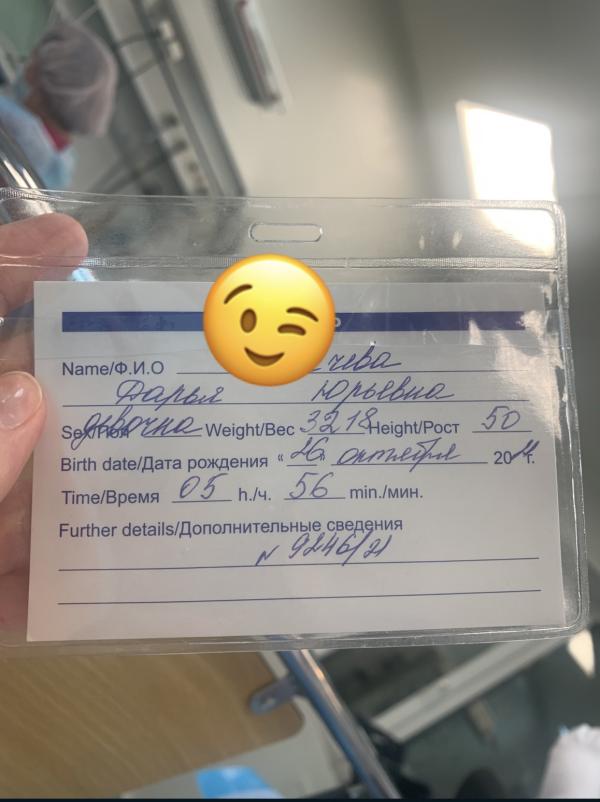 Name/Ф.И.О чева
Дарья Юрьевна
Sex/Пол девочка Weight/Вес 3218 Height/Рост 50
Birth date/Дата рождения « 26 » октября 20 21 г.
Time/Время 05 h./ч. 56 min./мин.
Further details/Дополнительные сведения
N 9246/21